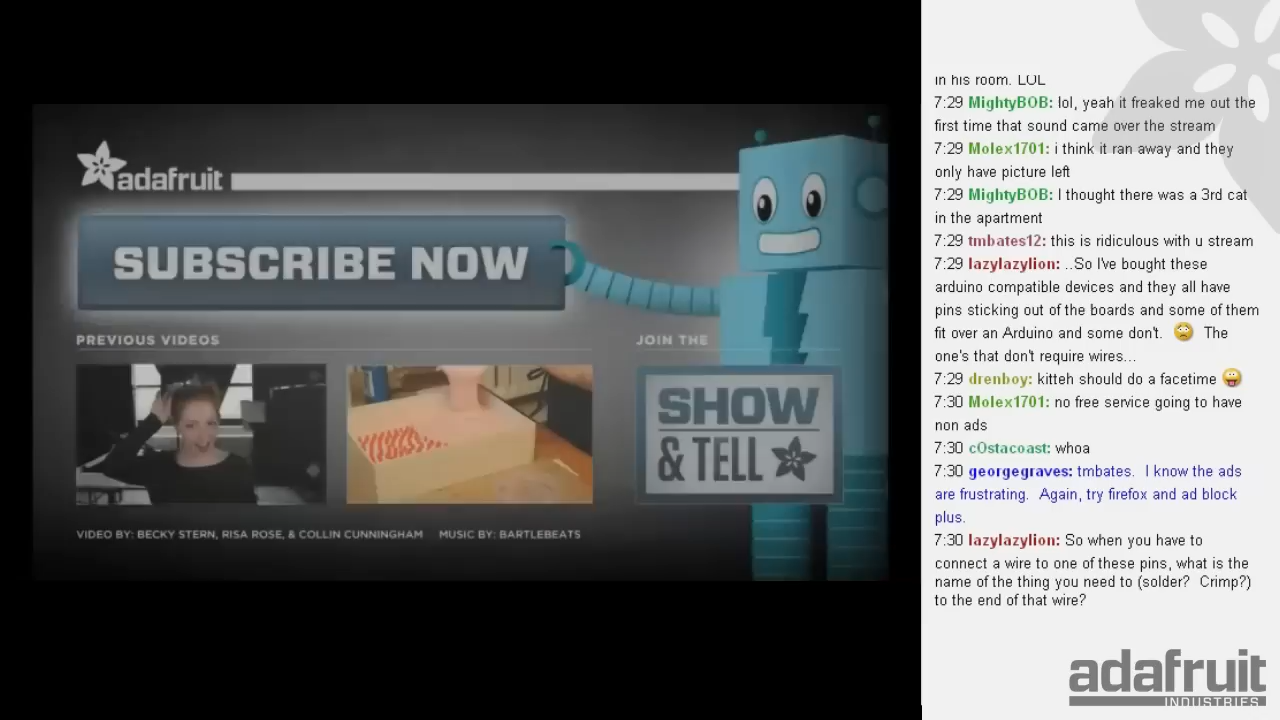 adafruit
SUBSCRIBE NOW
PREVIOUS VIDEOS
JOIN THE
SHOW
& TELL
VIDEO BY: BECKY STERN, RISA ROSE, & COLLIN CUNNINGHAM MUSIC BY: BARTLEBEATS
in his room. LOL
7:29 MightyBOB: lol, yeah it freaked me out the
first time that sound came over the stream
7:29 Molex1701: i think it ran away and they
only have picture left
7:29 MightyBOB: I thought there was a 3rd cat
in the apartment
7:29 tmbates12: this is ridiculous with u stream
7:29 lazylazylion: ..So I've bought these
arduino compatible devices and they all have
pins sticking out of the boards and some of them
fit over an Arduino and some don't. The
one's that don't require wires...
7:29 drenboy: kitteh should do a facetime
7:30 Molex1701: no free service going to have
non ads
7:30 cOstacoast: whoa
7:30 georgegraves: tmbates. I know the ads
are frustrating. Again, try firefox and ad block
plus.
7:30 lazylazylion: So when you have to
connect a wire to one of these pins, what is the
name of the thing you need to (solder? Crimp?)
to the end of that wire?
adafruit
INDUSTRIES